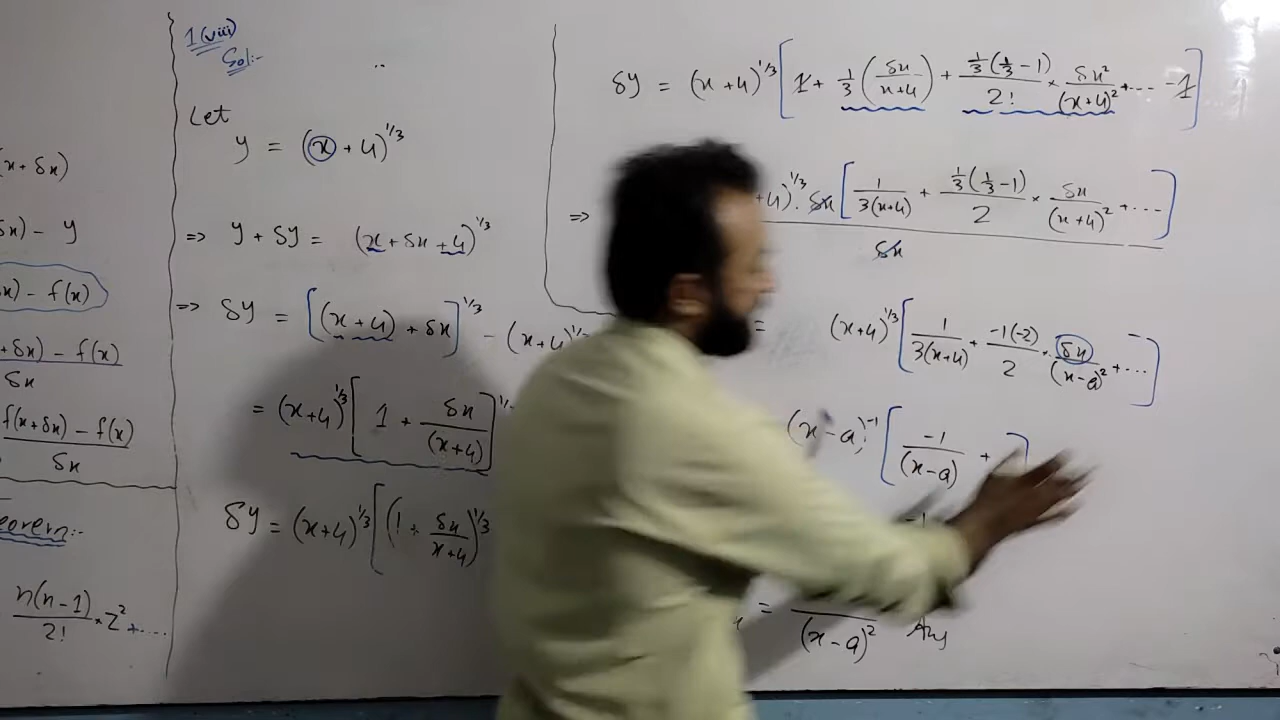 x + δx)
δx) - y
x) - f(x)
+ δx) - f(x)
δx
f(x+δx) - f(x)
δx
eorem:-
n(n-1)/2! × z² + ....
1(viii)
Sol:-
Let
y = (x + 4)^1/3
=> y + δy = (x + δx + 4)^1/3
=> δy = [(x + 4) + δx]^1/3 - (x+4)^1/
= (x+4)^1/3 [1 + δx/(x+4)]^1/
δy = (x+4)^1/3 [(1 + δx/x+4)^1/3
δy = (x+4)^1/3 [1 + 1/3 (δx/x+4) + 1/3(1/3 - 1)/2! × δx²/(x+4)² + ... - 1]
=> +4)^1/3 . δx [1/3(x+4) + 1/3(1/3 - 1)/2 × δx/(x+4)² + ...]
δx
= (x+4)^1/3 [1/3(x+4) + -1(-2)/2 × δx/(x-a)² + ...]
(x-a)^-1 [-1/(x-a) + ]
-1
= /(x-a)² Ans